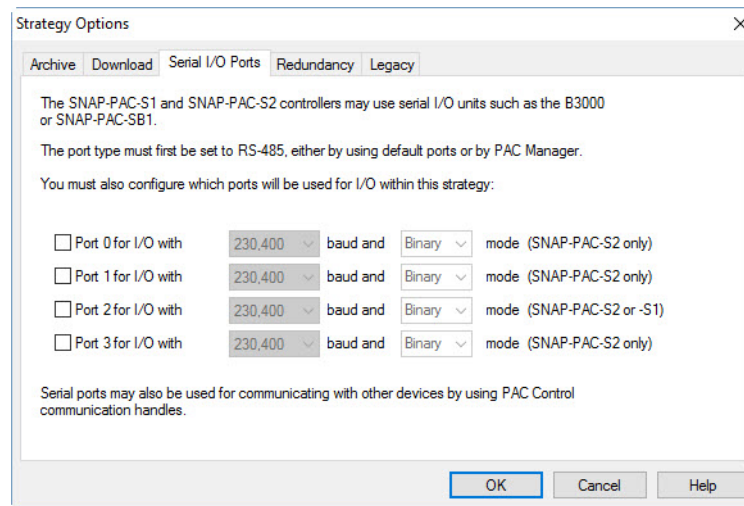 Strategy Options
Archive Download Serial I/O Ports Redundancy Legacy
The SNAP-PAC-S1 and SNAP-PAC-S2 controllers may use serial I/O units such as the B3000
or SNAP-PAC-SB1.
The port type must first be set to RS-485, either by using default ports or by PAC Manager.
You must also configure which ports will be used for I/O within this strategy:
Port 0 for I/O with 230,400 baud and Binary mode (SNAP-PAC-S2 only)
Port 1 for I/O with 230,400 baud and Binary mode (SNAP-PAC-S2 only)
Port 2 for I/O with 230,400 baud and Binary mode (SNAP-PAC-S2 or -S1)
Port 3 for I/O with 230,400 baud and Binary mode (SNAP-PAC-S2 only)
Serial ports may also be used for communicating with other devices by using PAC Control
communication handles.
OK Cancel Help